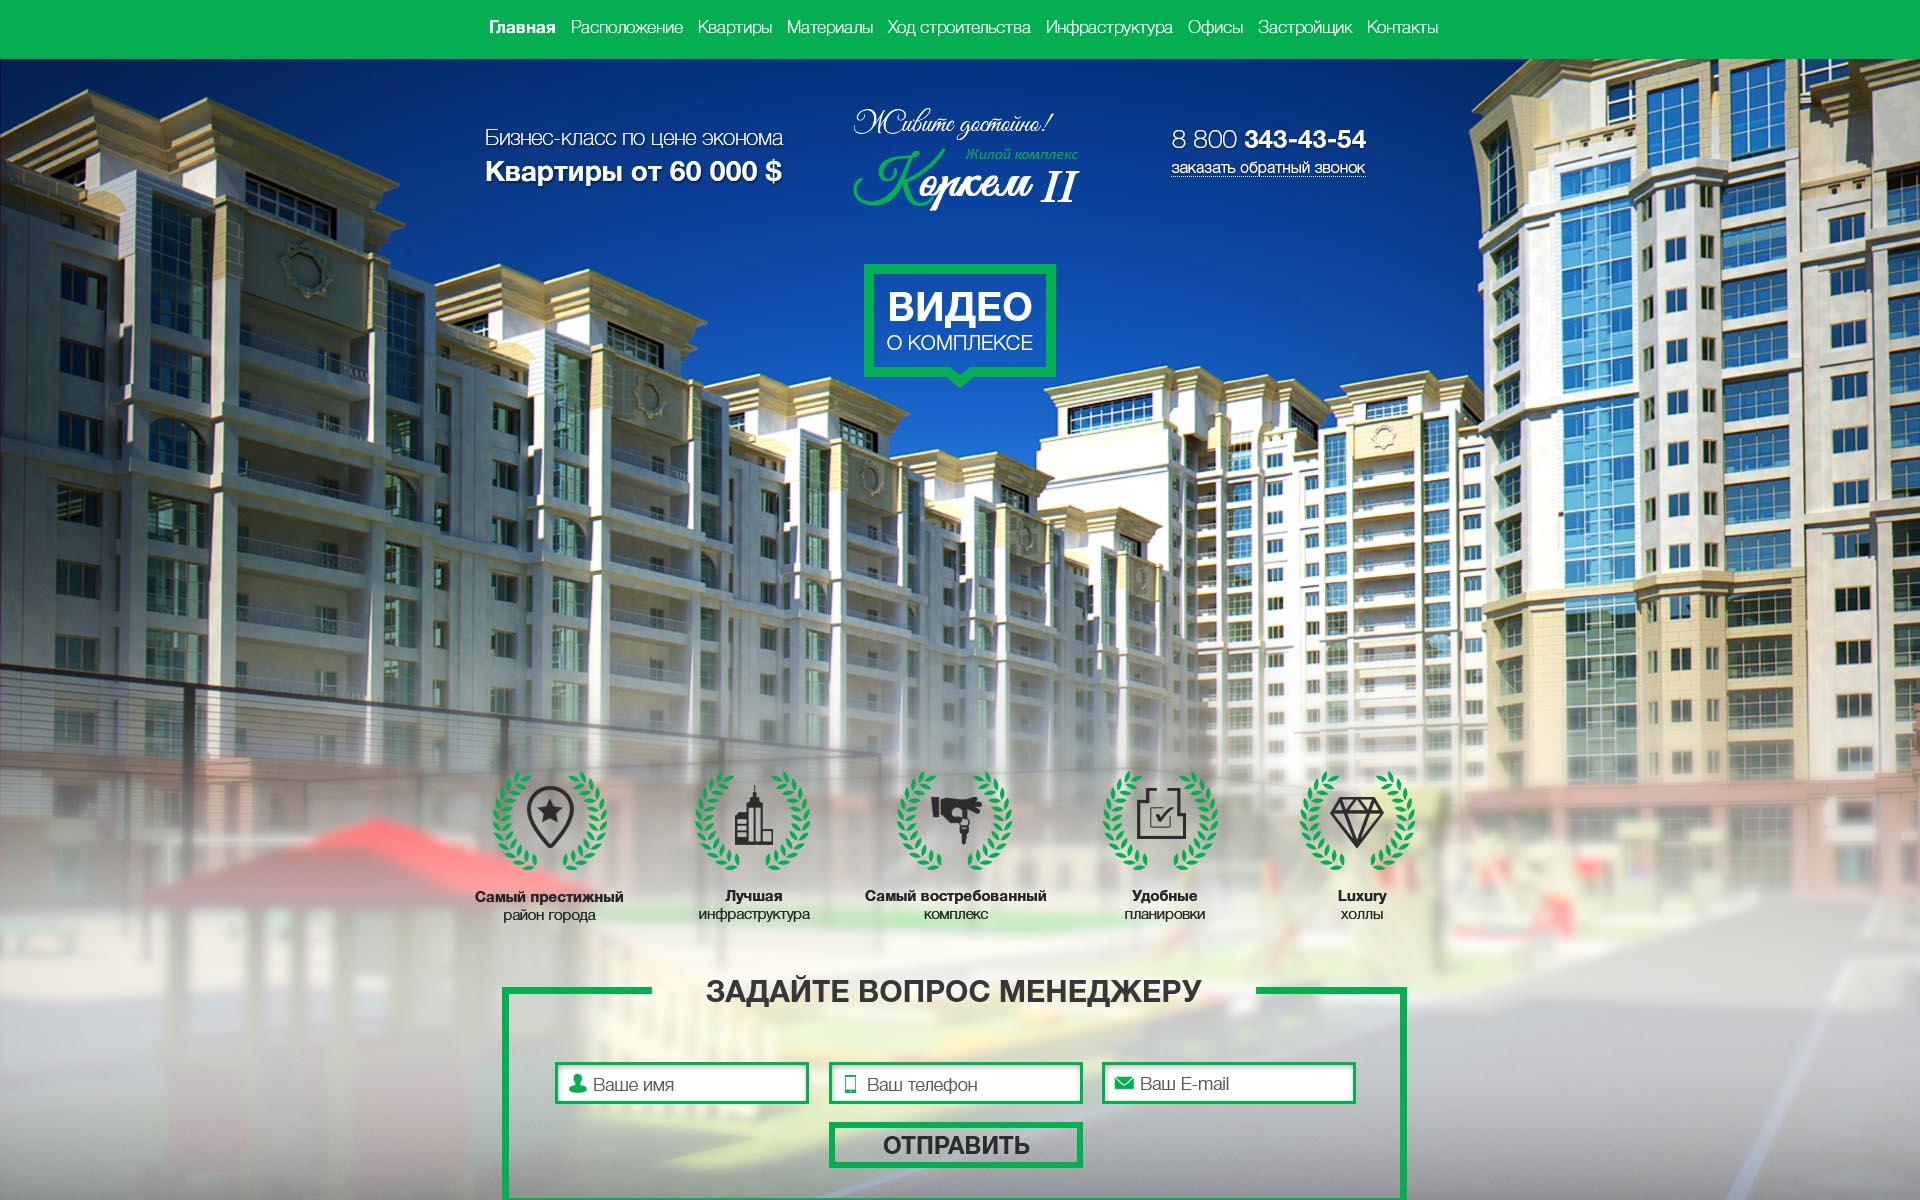 Главная Расположение Квартиры Материалы Ход строительства Инфраструктура Офисы Застройщик Контакты
Бизнес-класс по цене эконома
Квартиры от 60 000 $
Живите достойно!
Жилой комплекс
Көркем II
8 800 343-43-54
заказать обратный звонок
ВИДЕО
О КОМПЛЕКСЕ
Самый престижный
район города
Лучшая
инфраструктура
Самый востребованный
комплекс
Удобные
планировки
Luxury
холлы
ЗАДАЙТЕ ВОПРОС МЕНЕДЖЕРУ
Ваше имя
Ваш телефон
Ваш E-mail
ОТПРАВИТЬ